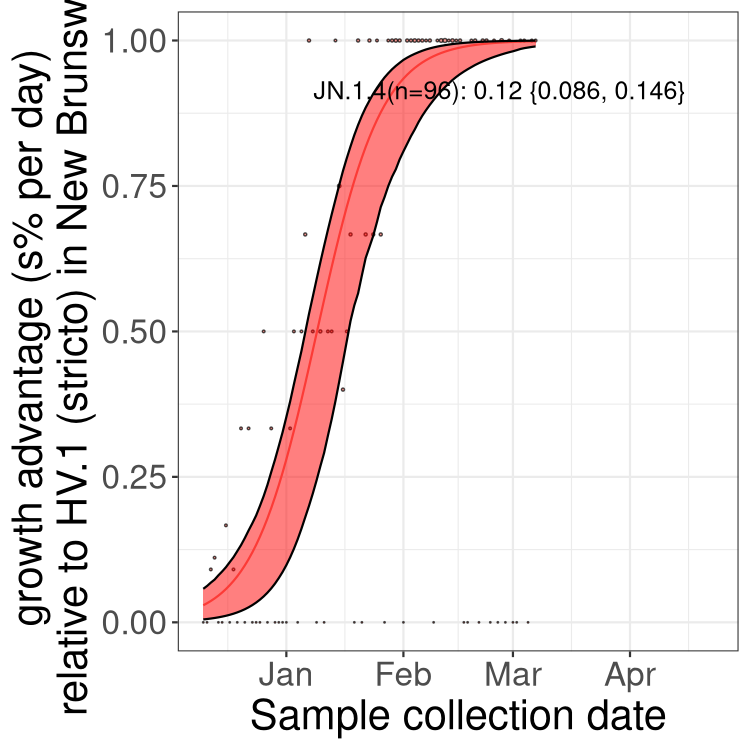 growth advantage (s% per day)
relative to HV.1 (stricto) in New Brunsw
1.00
0.75
0.50
0.25
0.00
JN.1.4(n=96): 0.12 {0.086, 0.146}
Jan Feb Mar Apr
Sample collection date